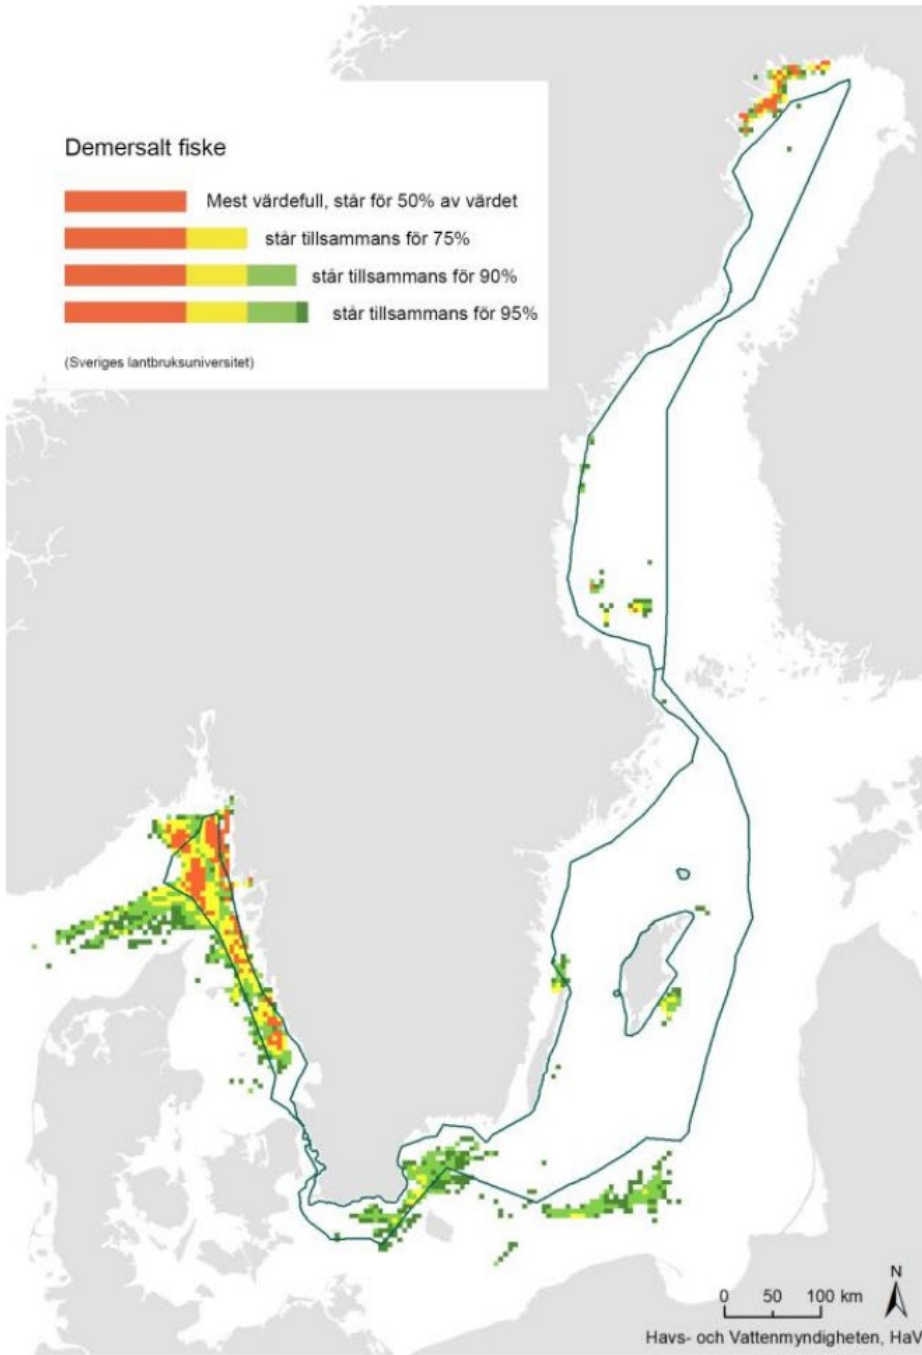 Demersalt fiske
Mest värdefull, står för 50% av värdet
står tillsammans för 75%
står tillsammans för 90%
står tillsammans för 95%
(Sveriges lantbruksuniversitet)
N
0 50 100 km
Havs- och Vattenmyndigheten, HaV